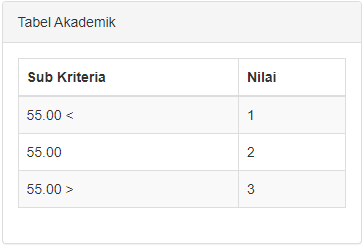 Tabel Akademik
Sub Kriteria Nilai
55.00 < 1
55.00 2
55.00 > 3